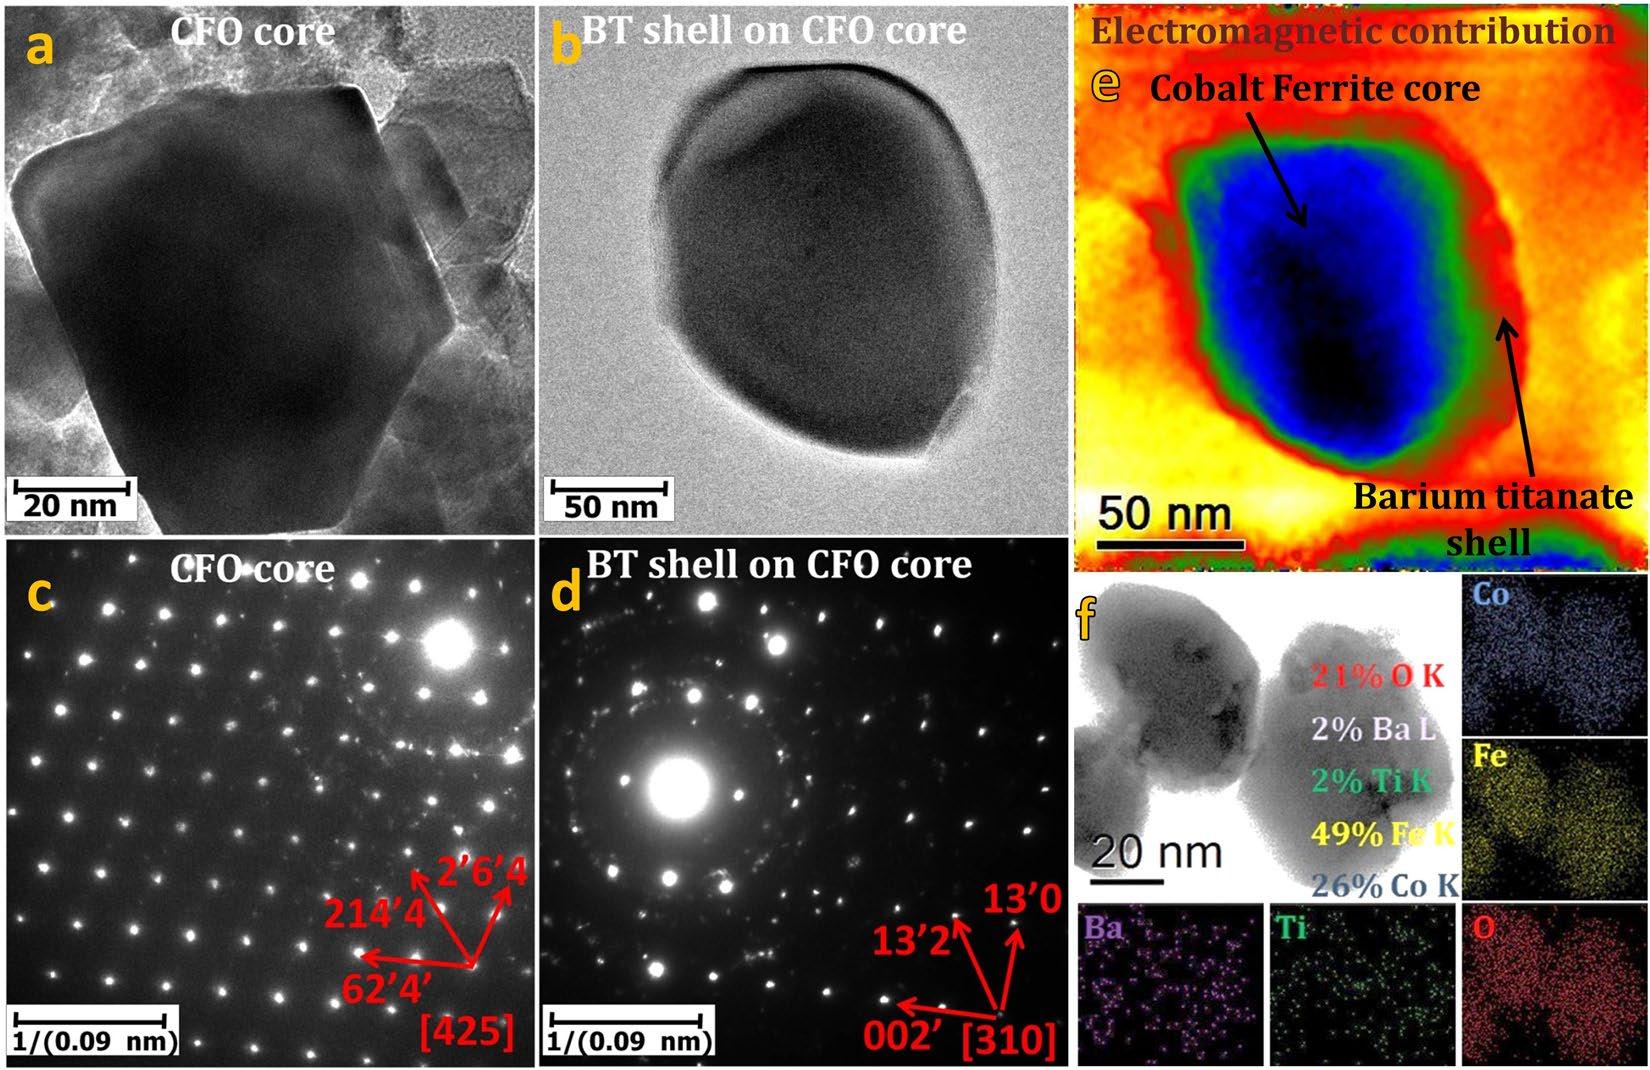 a
CFO core
20 nm
b
BT shell on CFO core
50 nm
Electromagnetic contribution
e
Cobalt Ferrite core
Barium titanate
shell
50 nm
c
CFO core
2’6’4
214’4
62’4’
[425]
1/(0.09 nm)
d
BT shell on CFO core
13’0
13’2’
002’
[310]
1/(0.09 nm)
f
21% O K
2% Ba L
2% Ti K
49% Fe K
26% Co K
20 nm
Co
Fe
Ba
Ti
O